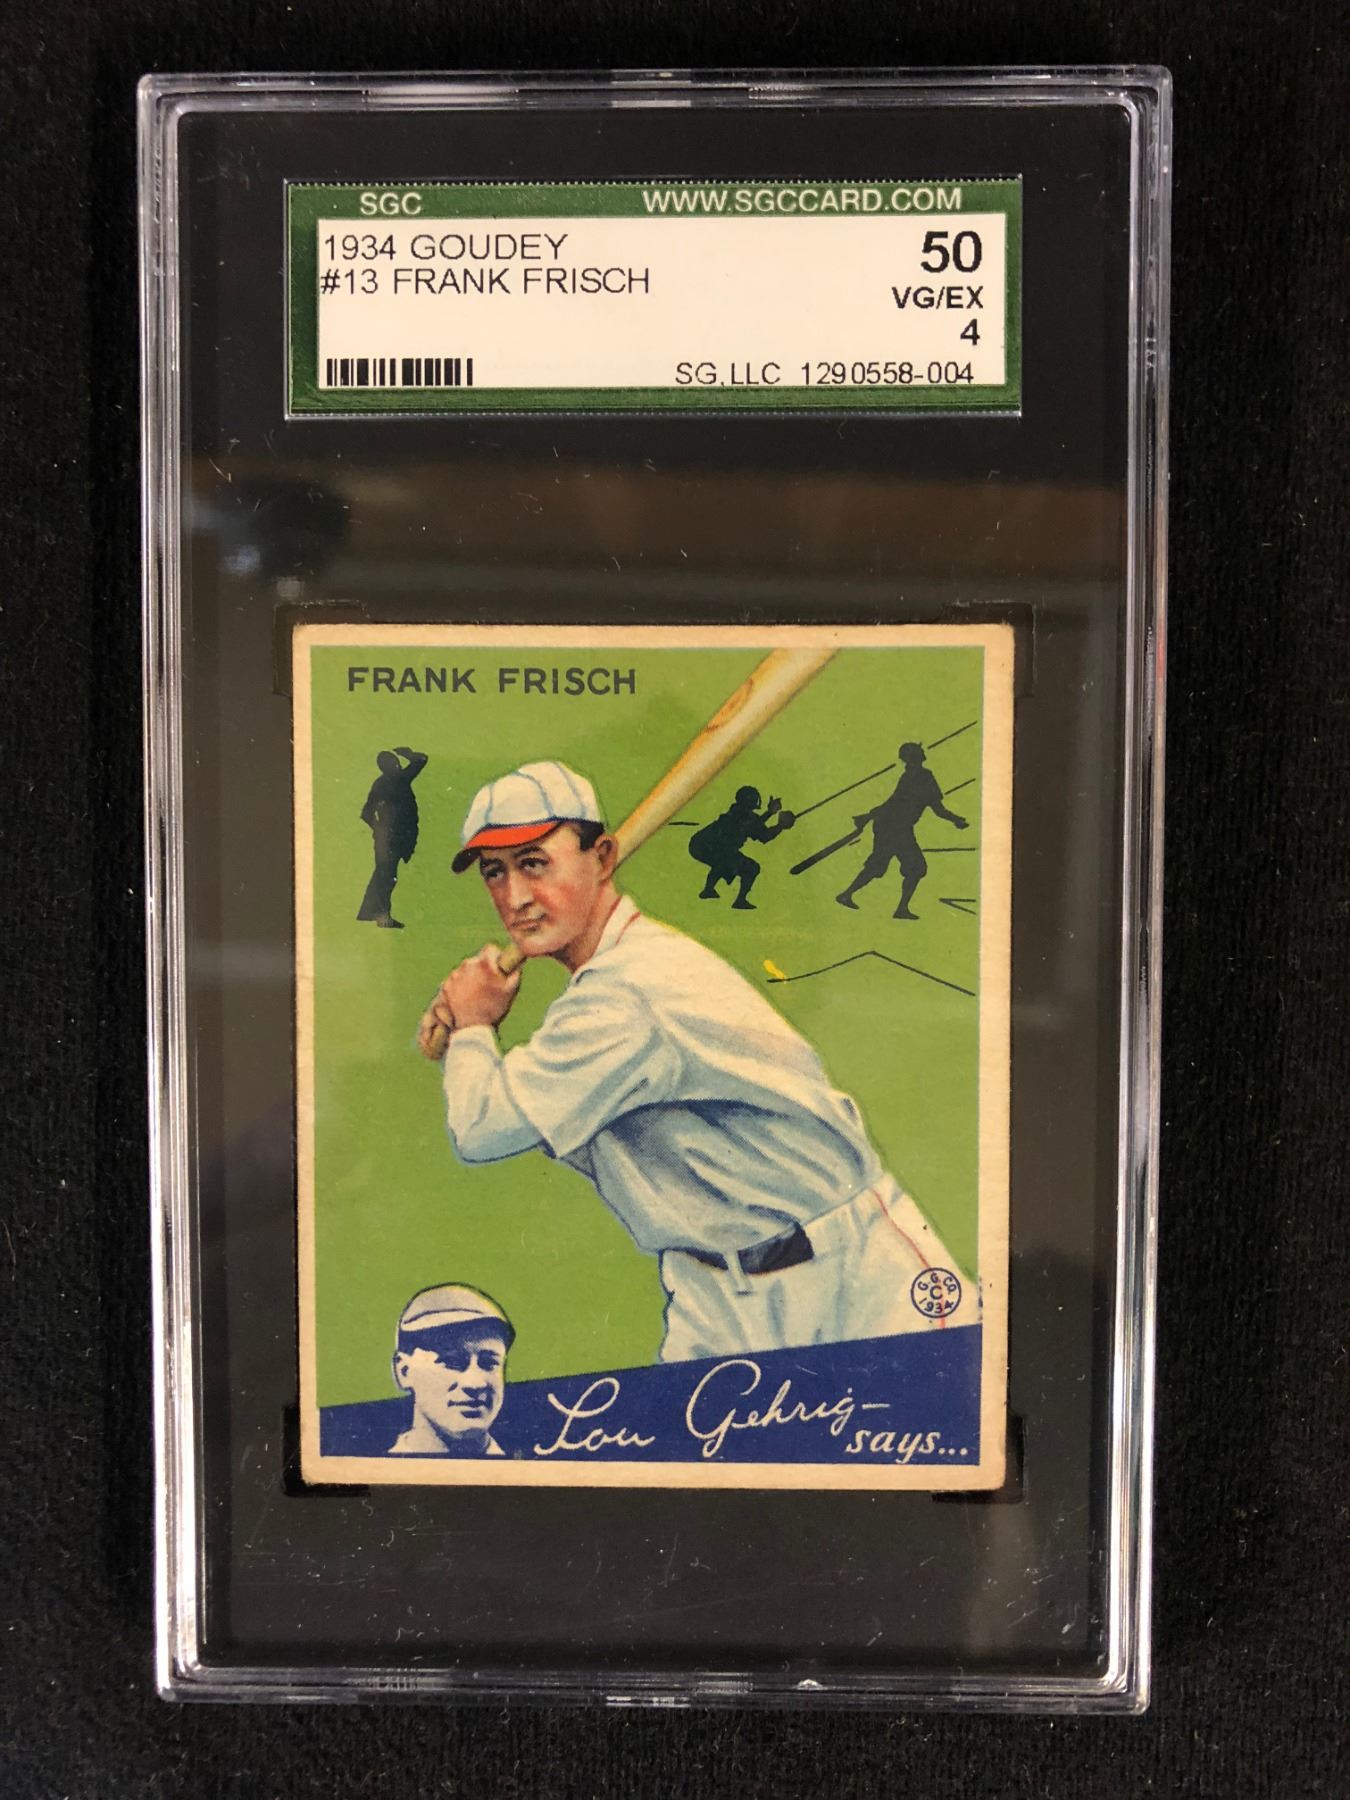 SGC WWW.SGCCARD.COM
1934 GOUDEY 50
#13 FRANK FRISCH VG/EX
4
SG,LLC 1290558-004
FRANK FRISCH
G.G.CO.
C
1934
Lou Gehrig-
says...